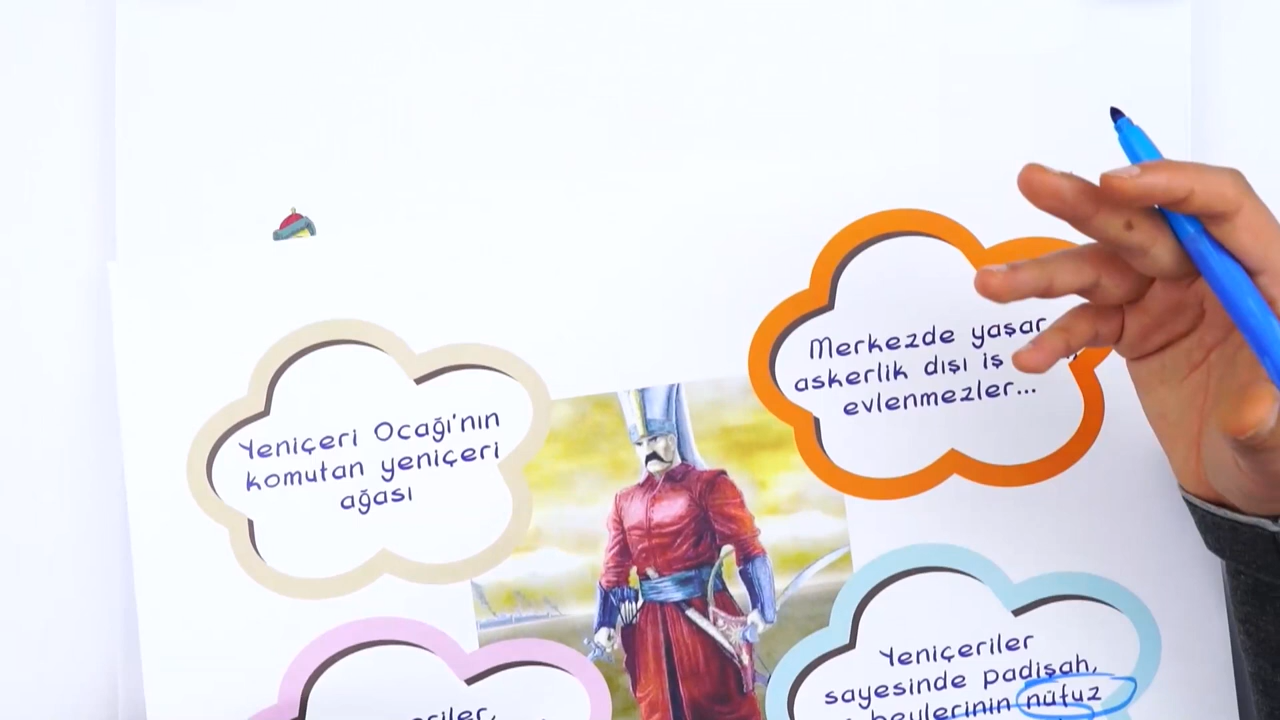 Yeniçeri Ocağı'nın
komutan yeniçeri
ağası
Merkezde yaşar
askerlik dışı iş
evlenmezler...
Yeniçeriler
sayesinde padişah,
beylerinin nüfuz